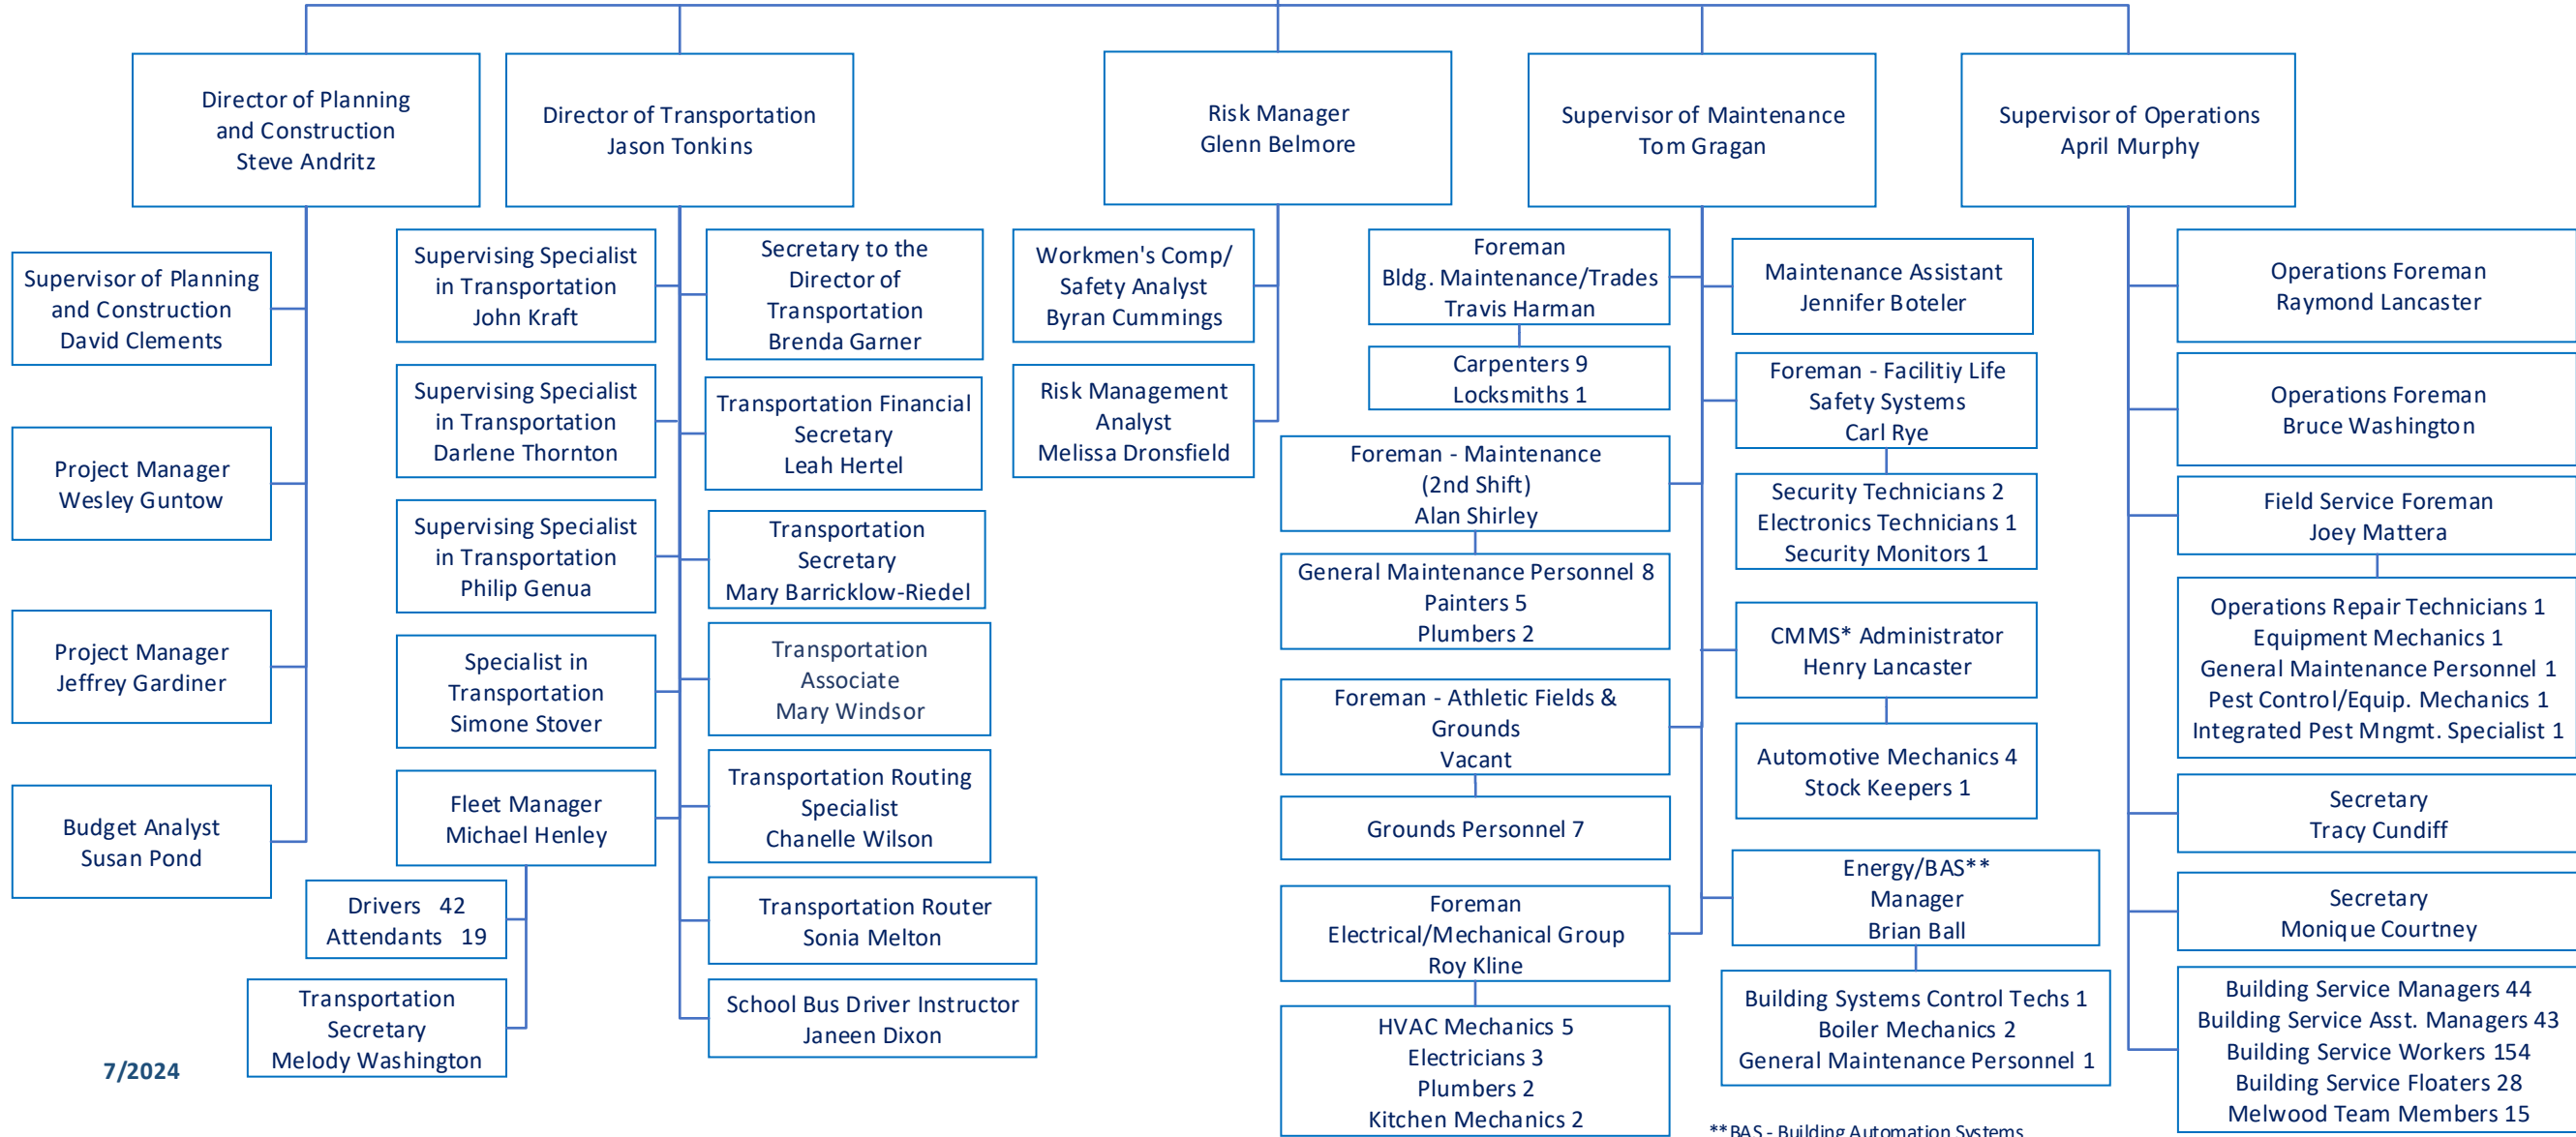 Director of Planning
and Construction
Steve Andritz
Director of Transportation
Jason Tonkins
Risk Manager
Glenn Belmore
Supervisor of Maintenance
Tom Gragan
Supervisor of Operations
April Murphy
Supervisor of Planning
and Construction
David Clements
Project Manager
Wesley Guntow
Project Manager
Jeffrey Gardiner
Budget Analyst
Susan Pond
Supervising Specialist
in Transportation
John Kraft
Supervising Specialist
in Transportation
Darlene Thornton
Supervising Specialist
in Transportation
Philip Genua
Specialist in
Transportation
Simone Stover
Fleet Manager
Michael Henley
Drivers 42
Attendants 19
Transportation
Secretary
Melody Washington
Secretary to the
Director of
Transportation
Brenda Garner
Transportation Financial
Secretary
Leah Hertel
Transportation
Secretary
Mary Barricklow-Riedel
Transportation
Associate
Mary Windsor
Transportation Routing
Specialist
Chanelle Wilson
Transportation Router
Sonia Melton
School Bus Driver Instructor
Janeen Dixon
Workmen's Comp/
Safety Analyst
Byran Cummings
Risk Management
Analyst
Melissa Dronsfield
Foreman
Bldg. Maintenance/Trades
Travis Harman
Carpenters 9
Locksmiths 1
Foreman - Maintenance
(2nd Shift)
Alan Shirley
General Maintenance Personnel 8
Painters 5
Plumbers 2
Foreman - Athletic Fields &
Grounds
Vacant
Grounds Personnel 7
Foreman
Electrical/Mechanical Group
Roy Kline
HVAC Mechanics 5
Electricians 3
Plumbers 2
Kitchen Mechanics 2
Maintenance Assistant
Jennifer Boteler
Foreman - Facilitiy Life
Safety Systems
Carl Rye
Security Technicians 2
Electronics Technicians 1
Security Monitors 1
CMMS* Administrator
Henry Lancaster
Automotive Mechanics 4
Stock Keepers 1
Energy/BAS**
Manager
Brian Ball
Building Systems Control Techs 1
Boiler Mechanics 2
General Maintenance Personnel 1
Operations Foreman
Raymond Lancaster
Operations Foreman
Bruce Washington
Field Service Foreman
Joey Mattera
Operations Repair Technicians 1
Equipment Mechanics 1
General Maintenance Personnel 1
Pest Control/Equip. Mechanics 1
Integrated Pest Mngmt. Specialist 1
Secretary
Tracy Cundiff
Secretary
Monique Courtney
Building Service Managers 44
Building Service Asst. Managers 43
Building Service Workers 154
Building Service Floaters 28
Melwood Team Members 15
7/2024
**BAS - Building Automation Systems